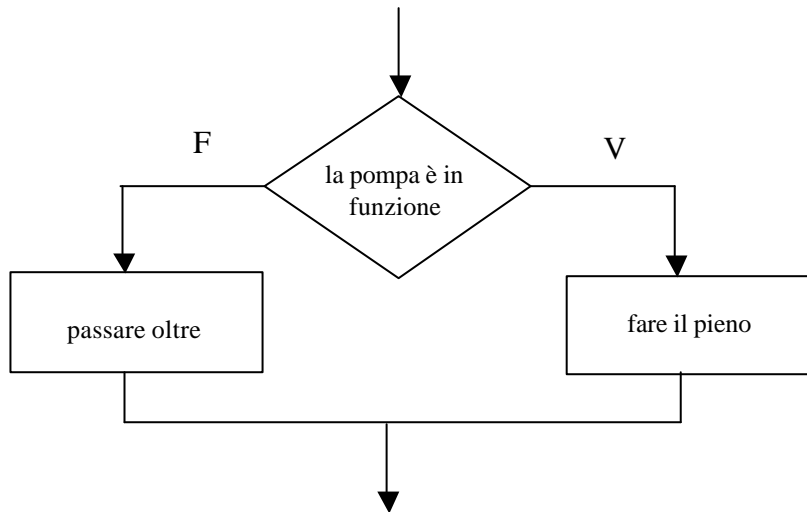 F
V
la pompa è in
funzione
passare oltre
fare il pieno